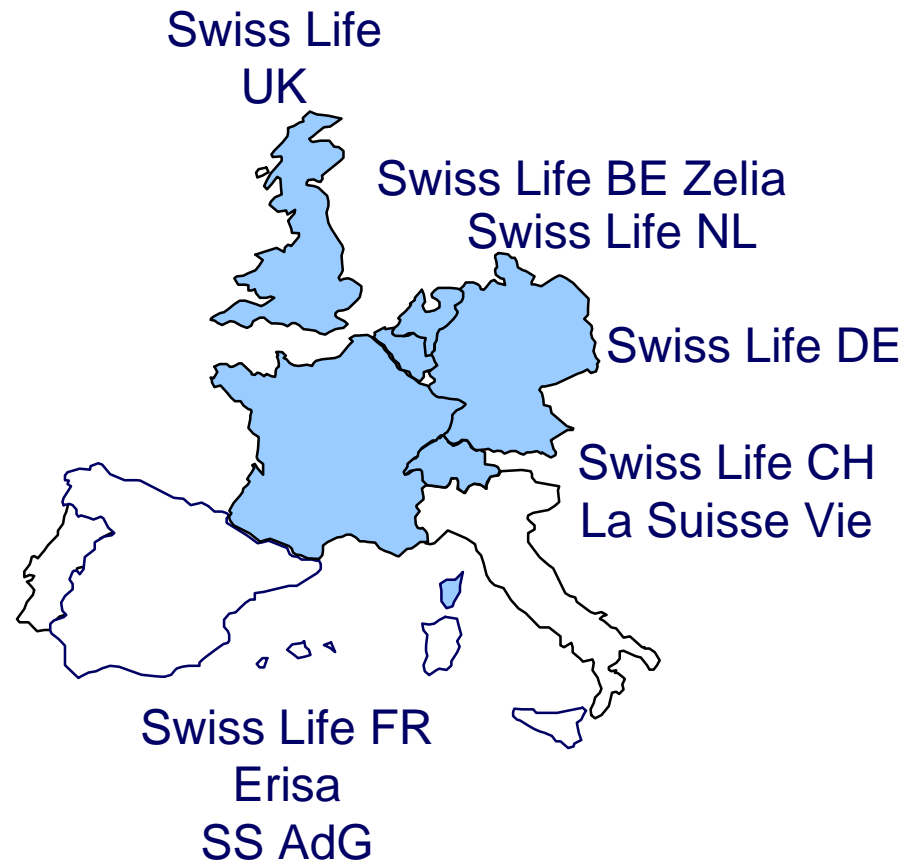 Swiss Life
UK
Swiss Life BE Zelia
Swiss Life NL
Swiss Life DE
Swiss Life CH
La Suisse Vie
Swiss Life FR
Erisa
SS AdG